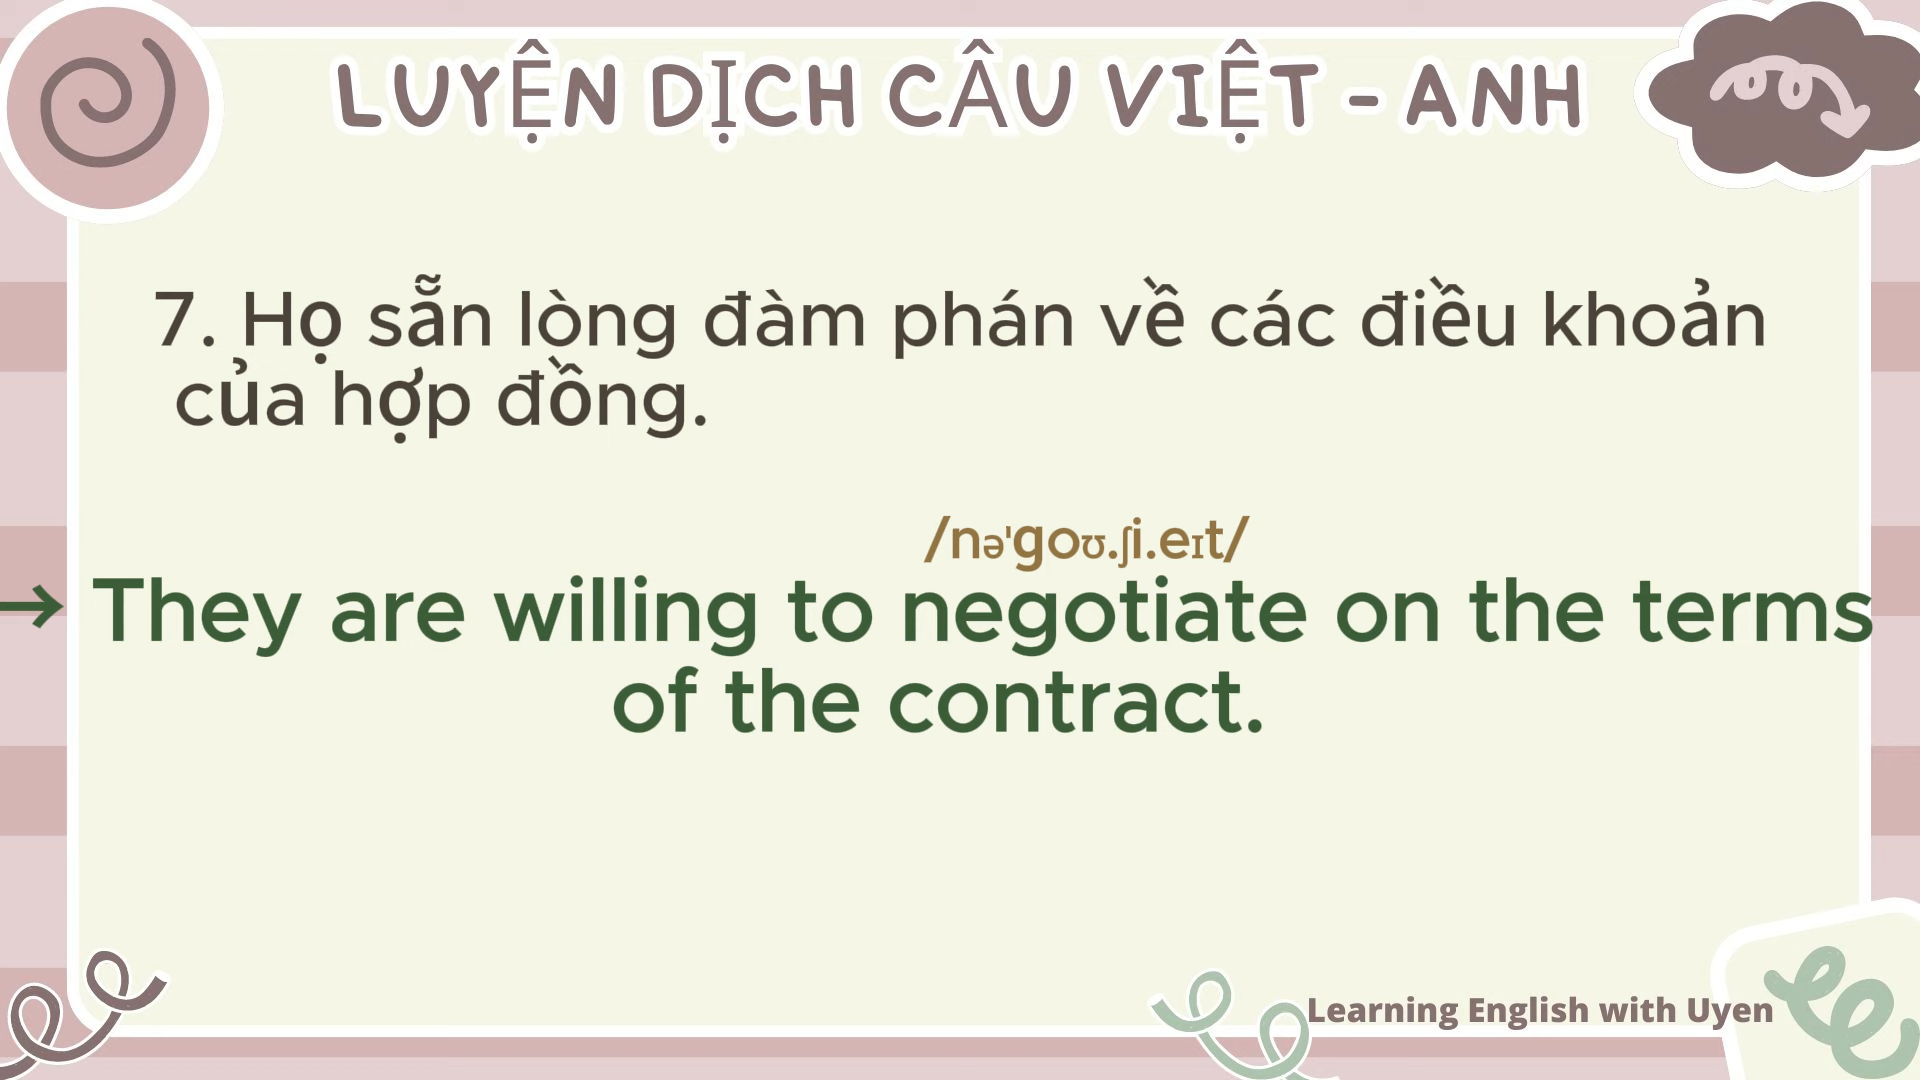 LUYỆN DỊCH CÂU VIỆT - ANH
7. Họ sẵn lòng đàm phán về các điều khoản
của hợp đồng.
/nəˈɡoʊ.ʃi.eɪt/
→ They are willing to negotiate on the terms
of the contract.
Learning English with Uyen